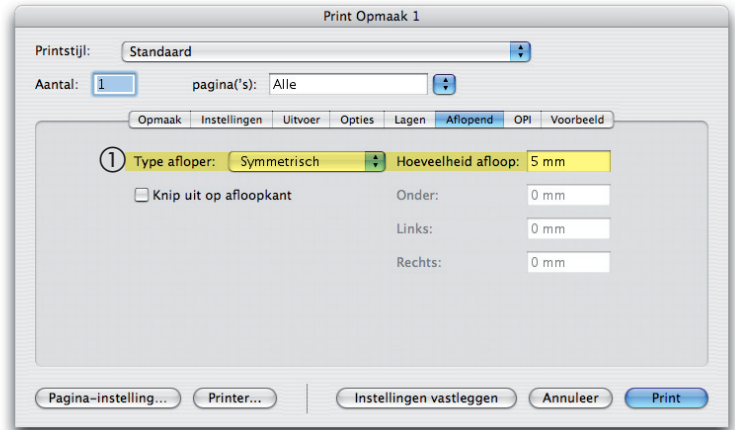 Print Opmaak 1
Printstijl: Standaard
Aantal: 1 pagina('s): Alle
Opmaak Instellingen Uitvoer Opties Lagen Aflopend OPI Voorbeeld
① Type afloper: Symmetrisch Hoeveelheid afloop: 5 mm
Knip uit op afloopkant Onder: 0 mm
Links: 0 mm
Rechts: 0 mm
Pagina-instelling... Printer... Instellingen vastleggen Annuleer Print